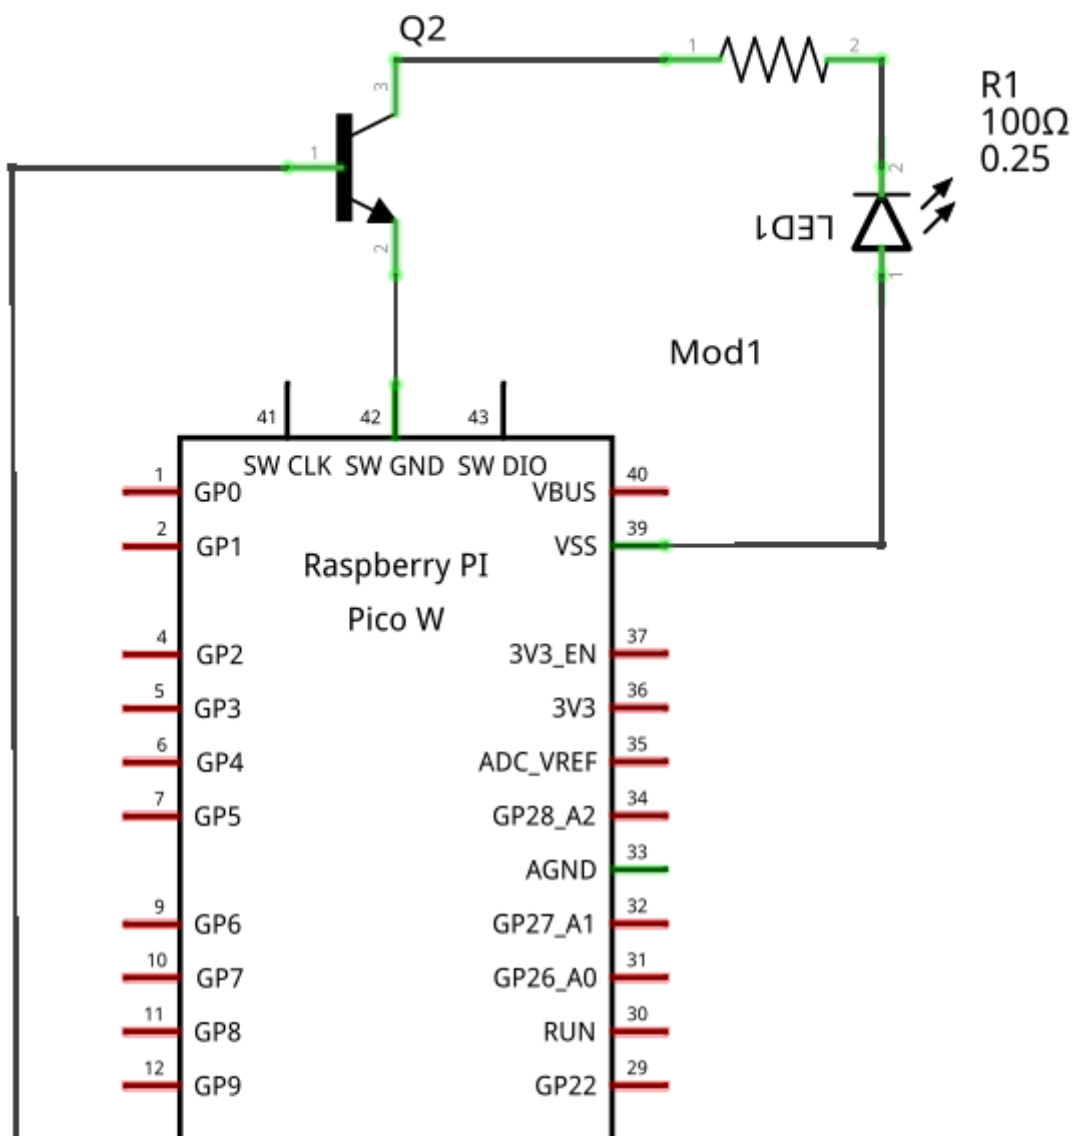 Q2
3
1
2
1
2
R1
100Ω
0.25
2
LED1
1
Mod1
41
42
43
SW CLK
SW GND
SW DIO
1
GP0
VBUS
40
2
GP1
VSS
39
Raspberry PI
Pico W
4
GP2
3V3_EN
37
5
GP3
3V3
36
6
GP4
ADC_VREF
35
7
GP5
GP28_A2
34
AGND
33
9
GP6
GP27_A1
32
10
GP7
GP26_A0
31
11
GP8
RUN
30
12
GP9
GP22
29